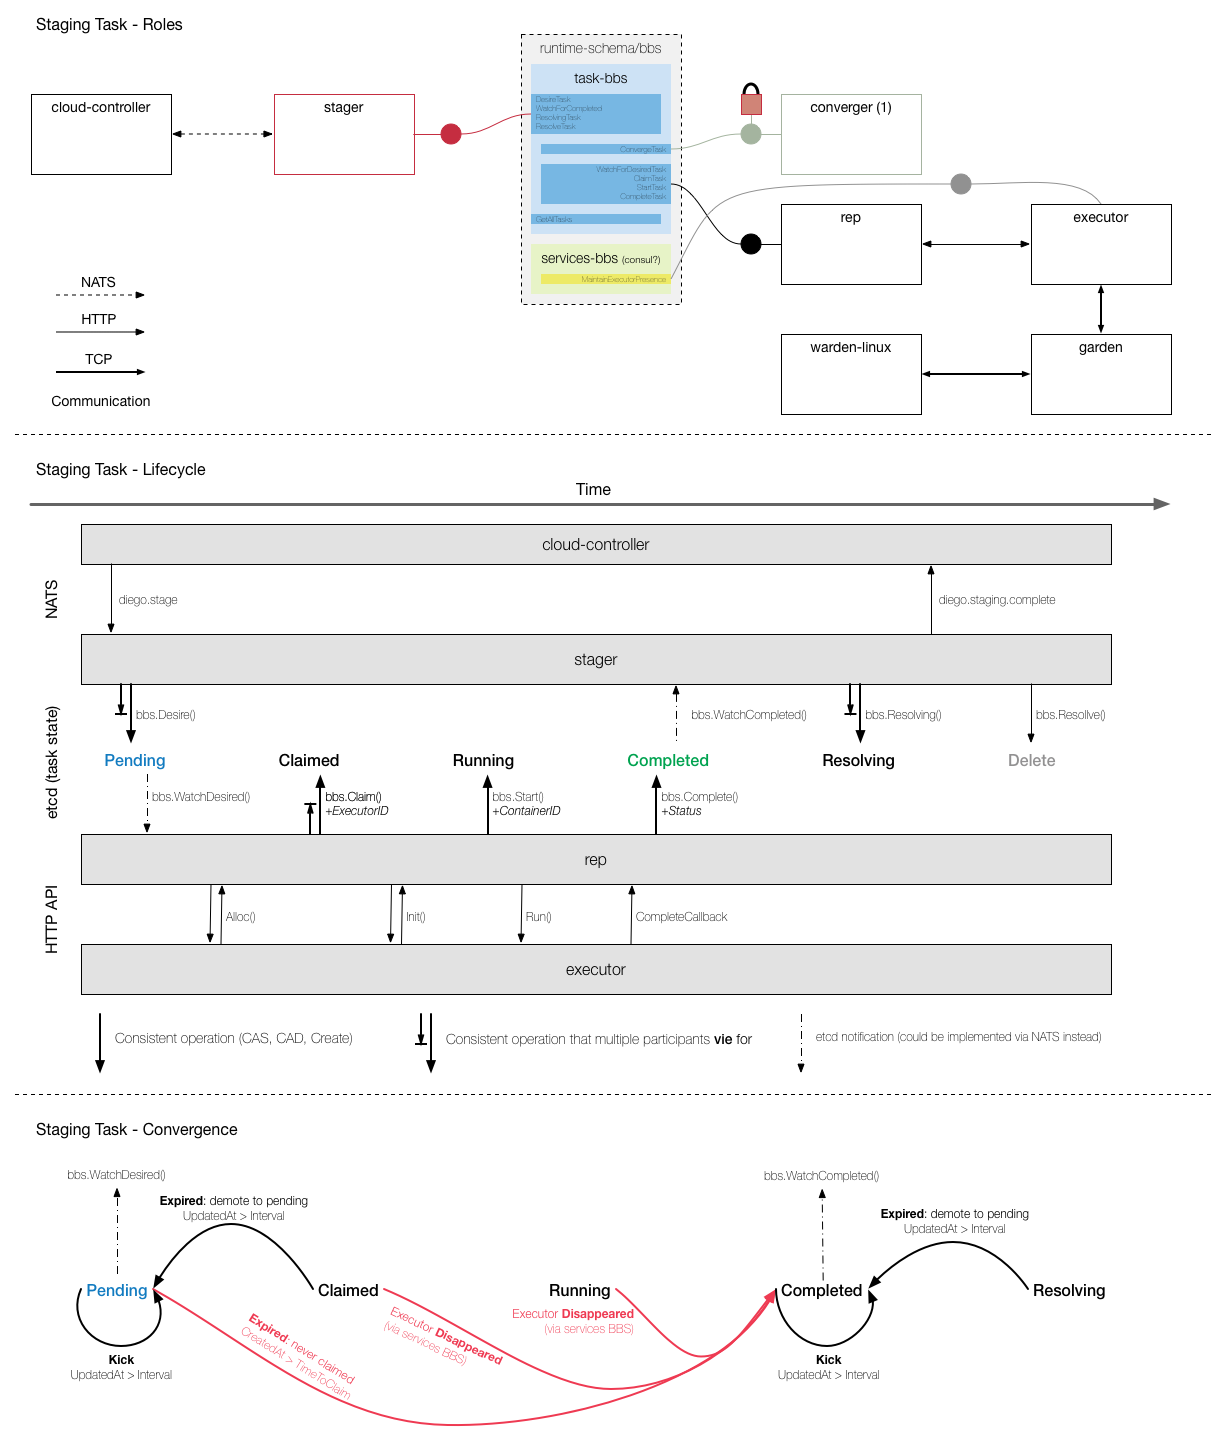 Staging Task - Roles
runtime-schema/bbs
task-bbs
DesireTask
WatchForCompleted
ResolvingTask
ResolveTask
ConvergeTask
WatchForDesiredTask
ClaimTask
StartTask
CompleteTask
GetAllTasks
services-bbs (consul?)
MaintainExecutorPresence
cloud-controller
stager
converger (1)
rep
executor
warden-linux
garden
NATS
HTTP
TCP
Communication
Staging Task - Lifecycle
Time
cloud-controller
NATS
diego.stage
diego.staging.complete
stager
etcd (task state)
bbs.Desire()
bbs.WatchCompleted()
bbs.Resolving()
bbs.Resollve()
Pending
Claimed
Running
Completed
Resolving
Delete
bbs.WatchDesired()
bbs.Claim()
+ExecutorID
bbs.Start()
+ContainerID
bbs.Complete()
+Status
rep
HTTP API
Alloc()
Init()
Run()
CompleteCallback
executor
Consistent operation (CAS, CAD, Create)
Consistent operation that multiple participants vie for
etcd notification (could be implemented via NATS instead)
Staging Task - Convergence
bbs.WatchDesired()
bbs.WatchCompleted()
Expired: demote to pending
UpdatedAt > Interval
Expired: demote to pending
UpdatedAt > Interval
Pending
Claimed
Running
Completed
Resolving
Expired: never claimed
CreatedAt > TimeToClaim
Executor Disappeared
(via services BBS)
Executor Disappeared
(via services BBS)
Kick
UpdatedAt > Interval
Kick
UpdatedAt > Interval